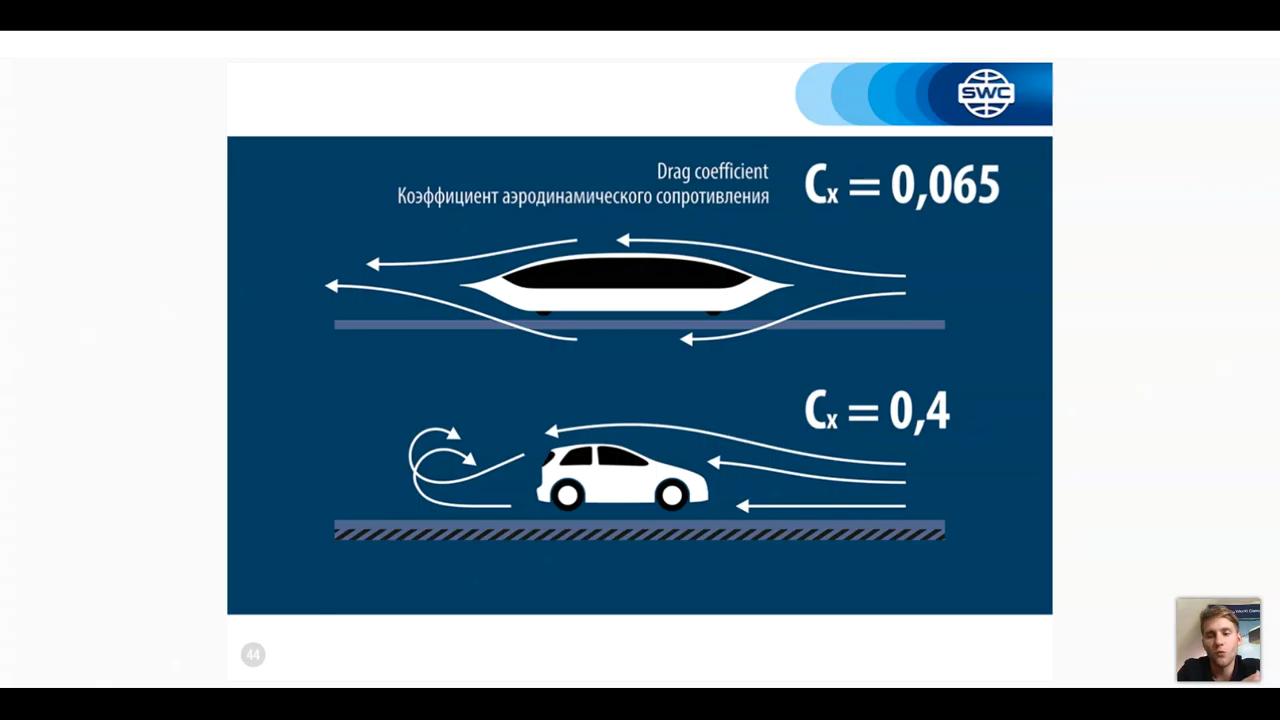 SWC
Drag coefficient
Коэффициент аэродинамического сопротивления
Cx = 0,065
Cx = 0,4
44